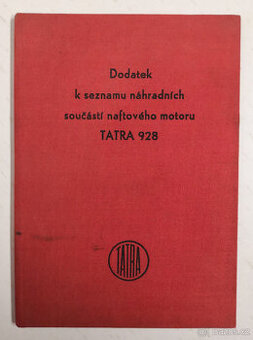 Dodatek
k seznamu náhradních
součástí naftového motoru
TATRA 928
TATRA